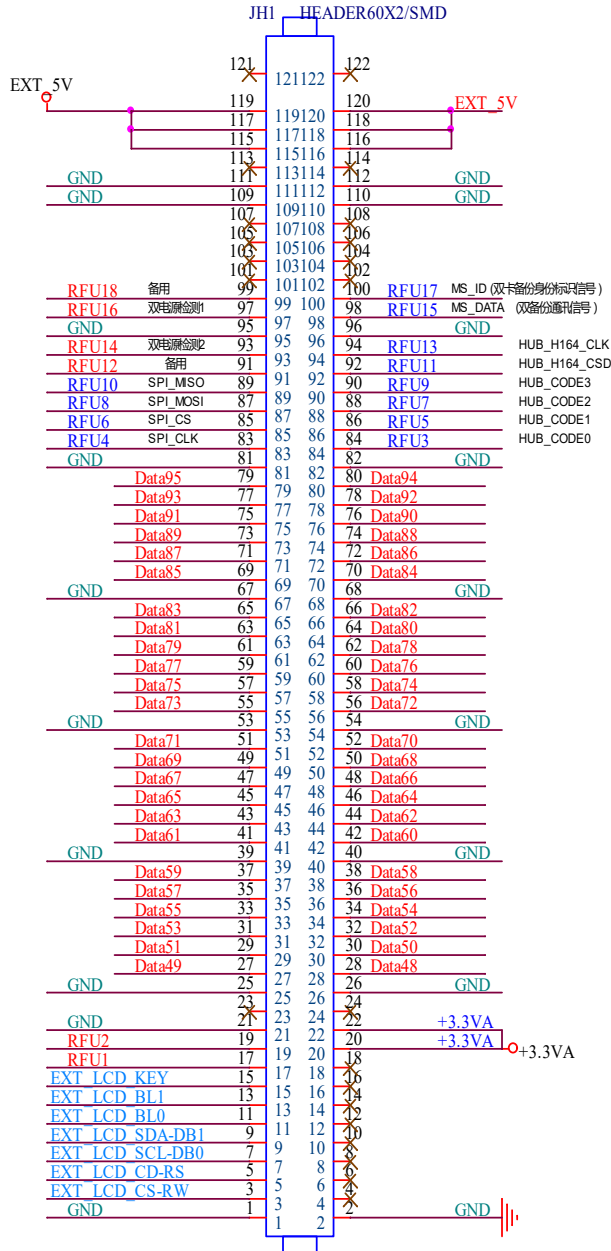 JH1 HEADER60X2/SMD
121 121122 122
EXT_5V
119 119120 120 EXT_5V
117 117118 118
115 115116 116
113 113114 114
GND 111 111112 112 GND
GND 109 109110 110 GND
107 107108 108
105 105106 106
103 103104 104
101 101102 102
RFU18 备用 99 99 100 100 RFU17 MS_ID (双卡备份身份标识信号)
RFU16 双电源检测1 97 97 98 98 RFU15 MS_DATA (双备份通讯信号)
GND 95 95 96 96 GND
RFU14 双电源检测2 93 93 94 94 RFU13 HUB_H164_CLK
RFU12 备用 91 91 92 92 RFU11 HUB_H164_CSD
RFU10 SPI_MISO 89 89 90 90 RFU9 HUB_CODE3
RFU8 SPI_MOSI 87 87 88 88 RFU7 HUB_CODE2
RFU6 SPI_CS 85 85 86 86 RFU5 HUB_CODE1
RFU4 SPI_CLK 83 83 84 84 RFU3 HUB_CODE0
GND 81 81 82 82 GND
Data95 79 79 80 80 Data94
Data93 77 77 78 78 Data92
Data91 75 75 76 76 Data90
Data89 73 73 74 74 Data88
Data87 71 71 72 72 Data86
Data85 69 69 70 70 Data84
GND 67 67 68 68 GND
Data83 65 65 66 66 Data82
Data81 63 63 64 64 Data80
Data79 61 61 62 62 Data78
Data77 59 59 60 60 Data76
Data75 57 57 58 58 Data74
Data73 55 55 56 56 Data72
GND 53 53 54 54 GND
Data71 51 51 52 52 Data70
Data69 49 49 50 50 Data68
Data67 47 47 48 48 Data66
Data65 45 45 46 46 Data64
Data63 43 43 44 44 Data62
Data61 41 41 42 42 Data60
GND 39 39 40 40 GND
Data59 37 37 38 38 Data58
Data57 35 35 36 36 Data56
Data55 33 33 34 34 Data54
Data53 31 31 32 32 Data52
Data51 29 29 30 30 Data50
Data49 27 27 28 28 Data48
GND 25 25 26 26 GND
23 23 24 24
GND 21 21 22 22 +3.3VA
RFU2 19 19 20 20 +3.3VA +3.3VA
RFU1 17 17 18 18
EXT_LCD_KEY 15 15 16 16
EXT_LCD_BL1 13 13 14 14
EXT_LCD_BL0 11 11 12 12
EXT_LCD_SDA-DB1 9 9 10 10
EXT_LCD_SCL-DB0 7 7 8 8
EXT_LCD_CD-RS 5 5 6 6
EXT_LCD_CS-RW 3 3 4 4
GND 1 1 2 2 GND